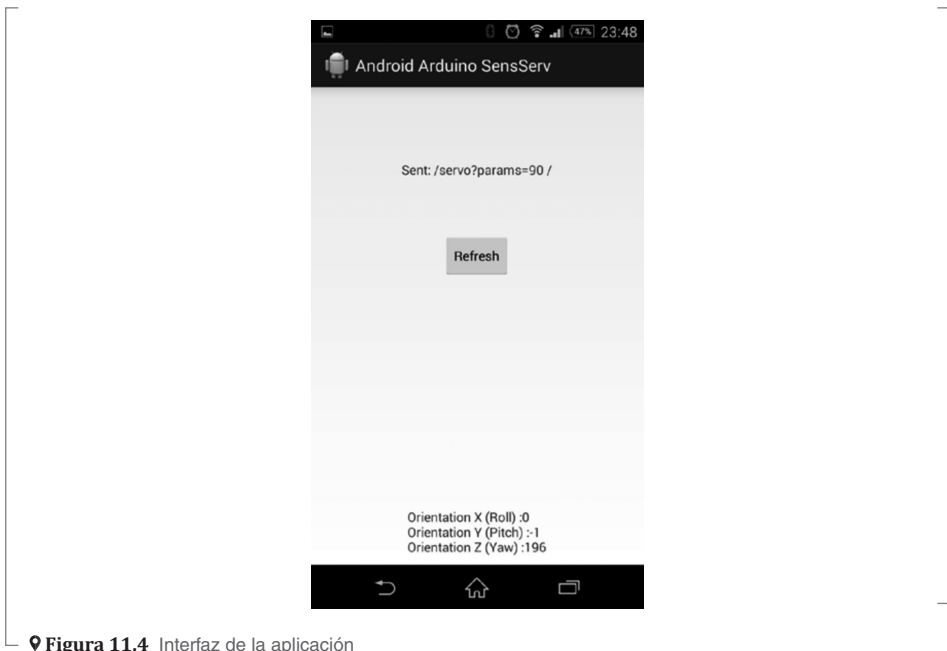 47% 23:48
Android Arduino SensServ
Sent: /servo?params=90 /
Refresh
Orientation X (Roll) :0
Orientation Y (Pitch) :-1
Orientation Z (Yaw) :196
Figura 11.4 Interfaz de la aplicación